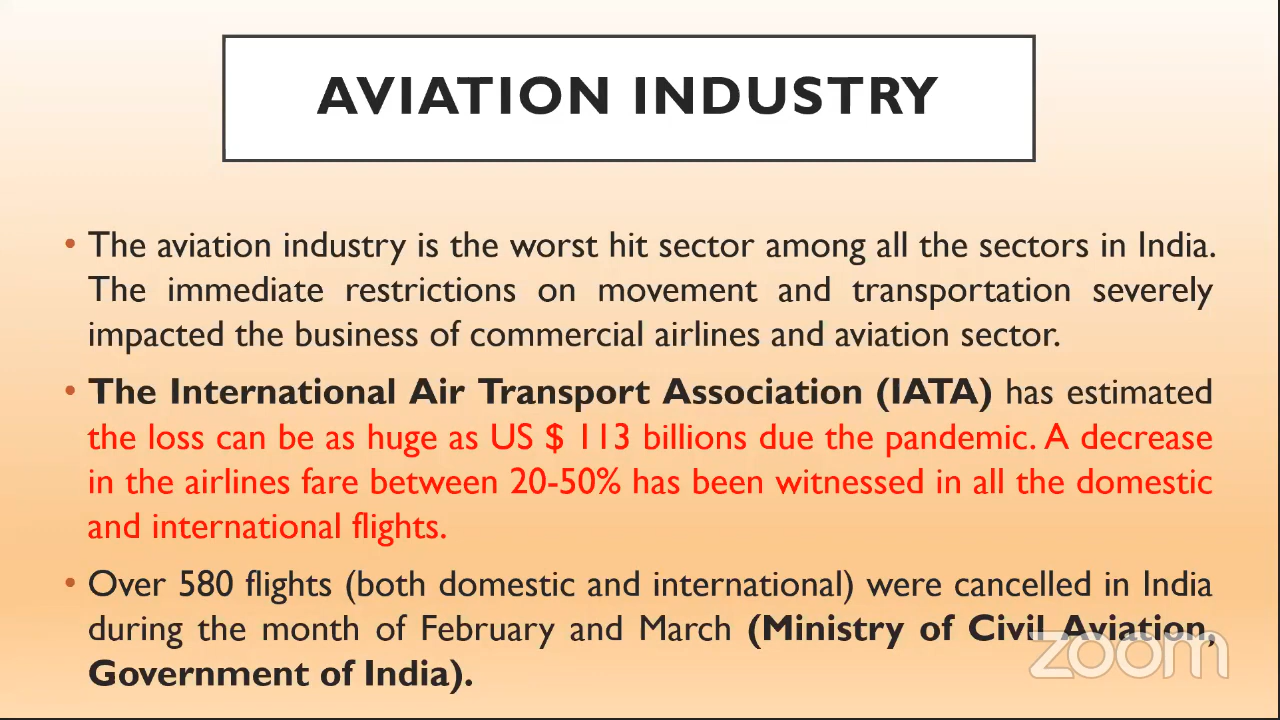 AVIATION INDUSTRY
• The aviation industry is the worst hit sector among all the sectors in India.
The immediate restrictions on movement and transportation severely
impacted the business of commercial airlines and aviation sector.
• The International Air Transport Association (IATA) has estimated
the loss can be as huge as US $ 113 billions due the pandemic. A decrease
in the airlines fare between 20-50% has been witnessed in all the domestic
and international flights.
• Over 580 flights (both domestic and international) were cancelled in India
during the month of February and March (Ministry of Civil Aviation,
Government of India).
zoom